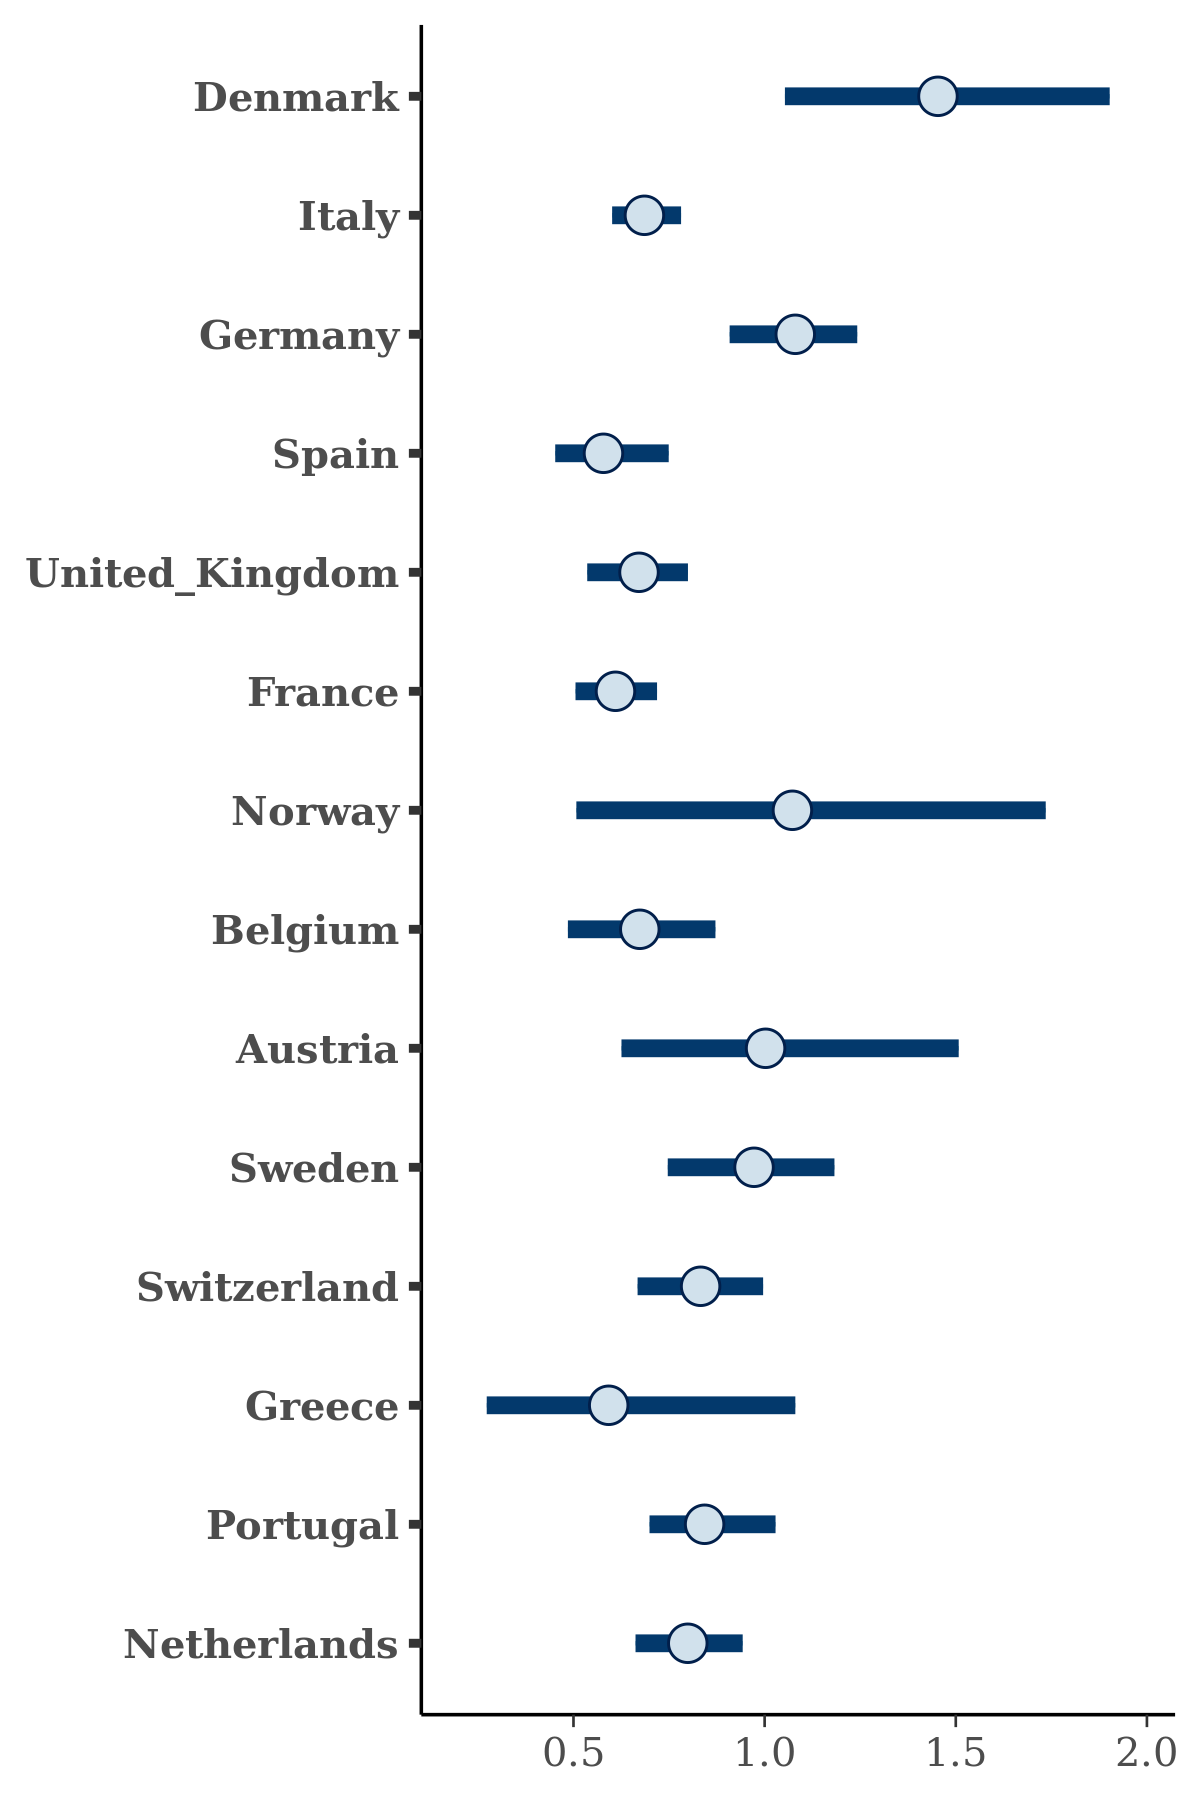 Denmark
Italy
Germany
Spain
United_Kingdom
France
Norway
Belgium
Austria
Sweden
Switzerland
Greece
Portugal
Netherlands
0.5 1.0 1.5 2.0